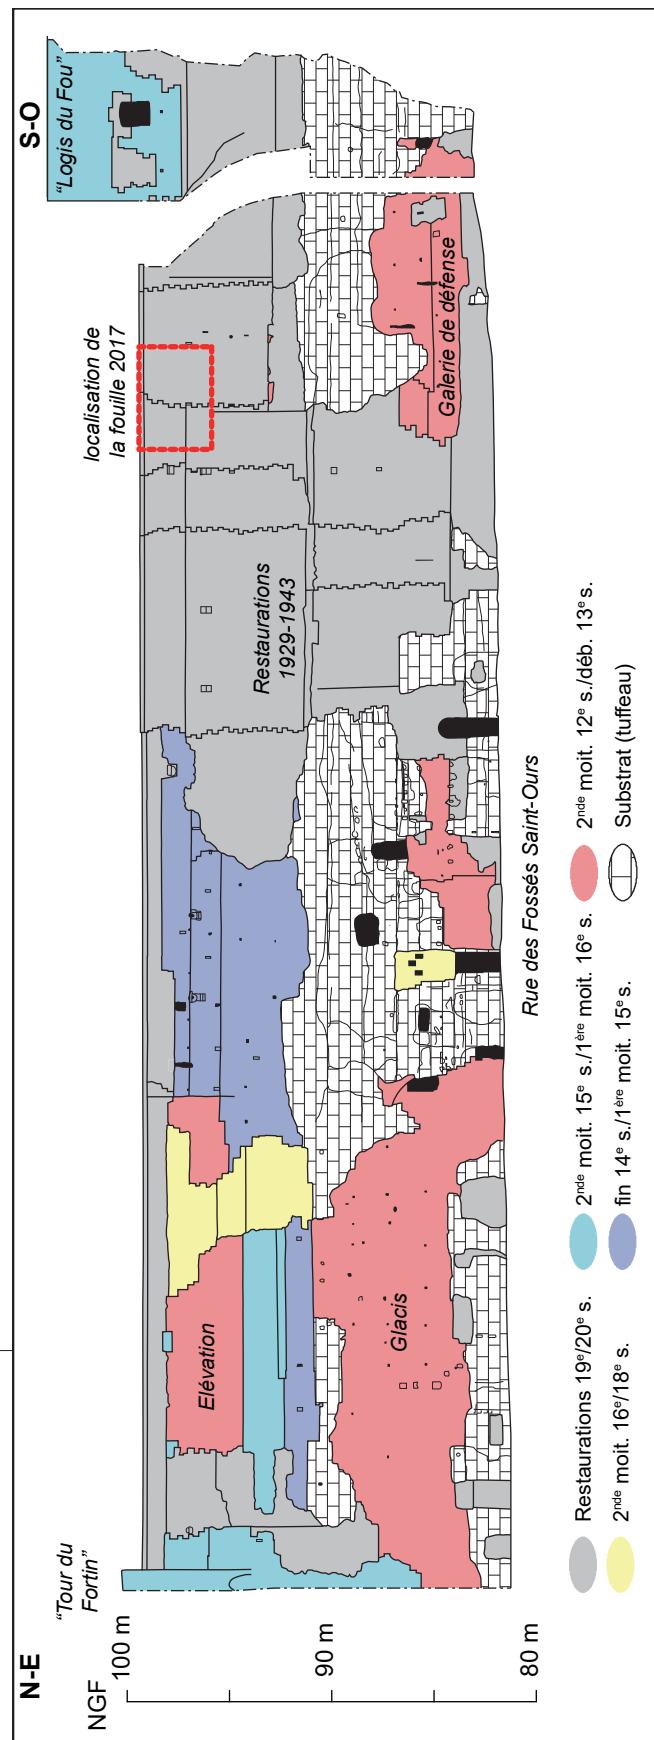 N-E
S-O
"Tour du
Fortin"
"Logis du Fou"
localisation de
la fouille 2017
NGF
100 m
90 m
80 m
Elévation
Restaurations
1929-1943
Glacis
Galerie de défense
Rue des Fossés Saint-Ours
Restaurations 19e/20e s.
2nde moit. 15e s./1ère moit. 16e s.
2nde moit. 12e s./déb. 13e s.
2nde moit. 16e/18e s.
fin 14e s./1ère moit. 15e s.
Substrat (tuffeau)